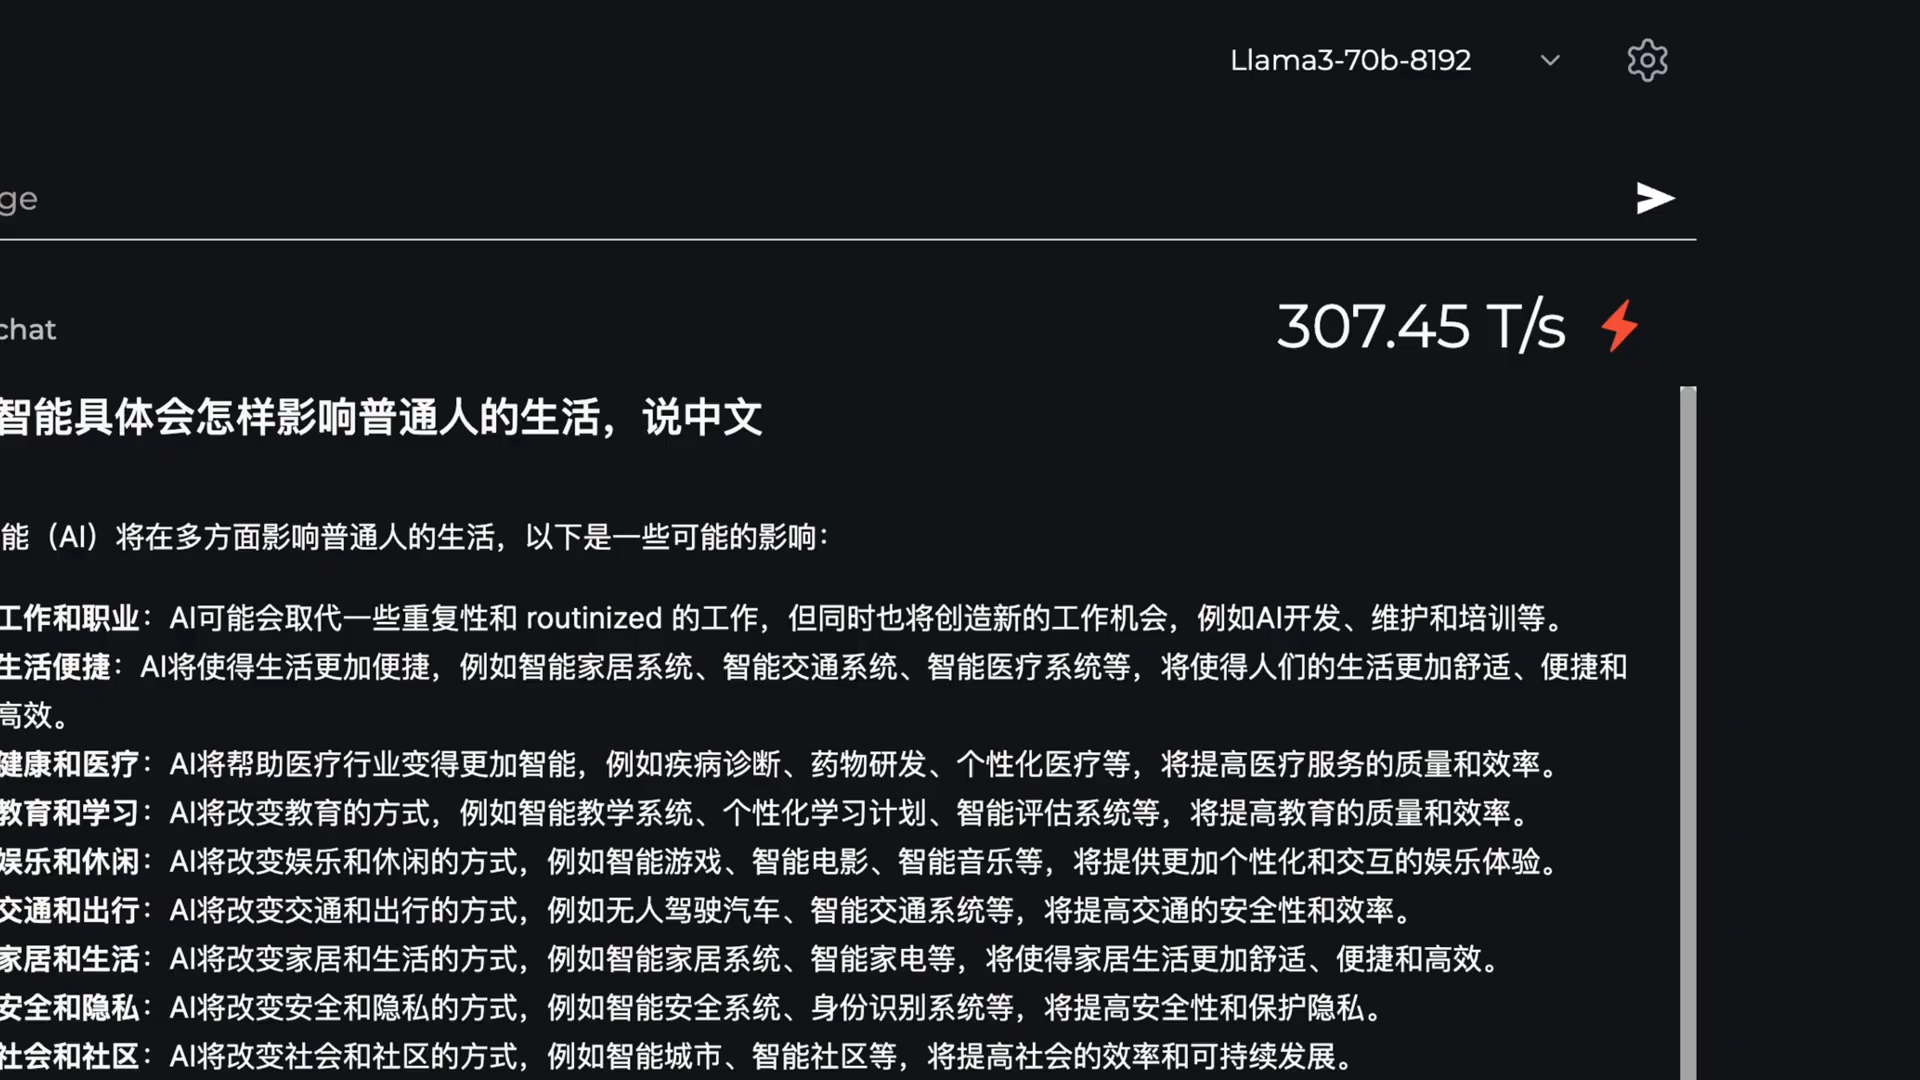 Llama3-70b-8192
ge
chat
307.45 T/s
智能具体会怎样影响普通人的生活，说中文
能（AI）将在多方面影响普通人的生活，以下是一些可能的影响：
工作和职业：AI可能会取代一些重复性和 routinized 的工作，但同时也将创造新的工作机会，例如AI开发、维护和培训等。
生活便捷：AI将使得生活更加便捷，例如智能家居系统、智能交通系统、智能医疗系统等，将使得人们的生活更加舒适、便捷和
高效。
健康和医疗：AI将帮助医疗行业变得更加智能，例如疾病诊断、药物研发、个性化医疗等，将提高医疗服务的质量和效率。
教育和学习：AI将改变教育的方式，例如智能教学系统、个性化学习计划、智能评估系统等，将提高教育的质量和效率。
娱乐和休闲：AI将改变娱乐和休闲的方式，例如智能游戏、智能电影、智能音乐等，将提供更加个性化和交互的娱乐体验。
交通和出行：AI将改变交通和出行的方式，例如无人驾驶汽车、智能交通系统等，将提高交通的安全性和效率。
家居和生活：AI将改变家居和生活的方式，例如智能家居系统、智能家电等，将使得家居生活更加舒适、便捷和高效。
安全和隐私：AI将改变安全和隐私的方式，例如智能安全系统、身份识别系统等，将提高安全性和保护隐私。
社会和社区：AI将改变社会和社区的方式，例如智能城市、智能社区等，将提高社会的效率和可持续发展。